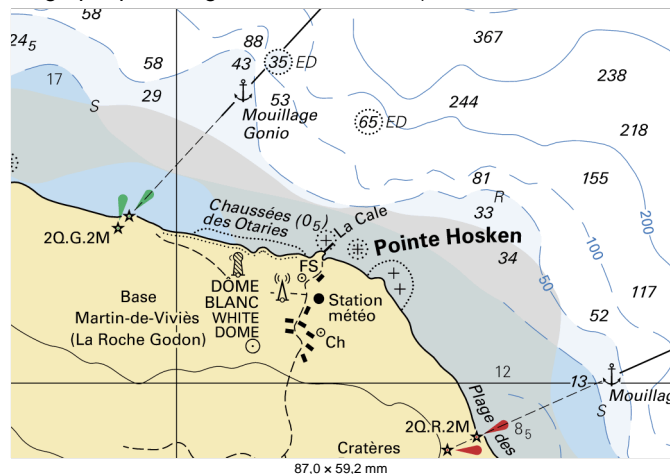 58
24₅
88
367
58
43
35 ED
238
17
S
29
53
244
Mouillage
Gonio
65 ED
218
81
155
R
Chaussées (0₅)
des Otaries
La Cale
33
200
2Q.G.2M
Pointe Hosken
100
34
FS
50
117
DÔME
BLANC
WHITE
DOME
Base
Martin-de-Viviès
(La Roche Godon)
Station
météo
52
Ch
12
13
Mouillag
S
Plage des
2Q.R.2M
8₅
Cratères
87,0 × 59,2 mm